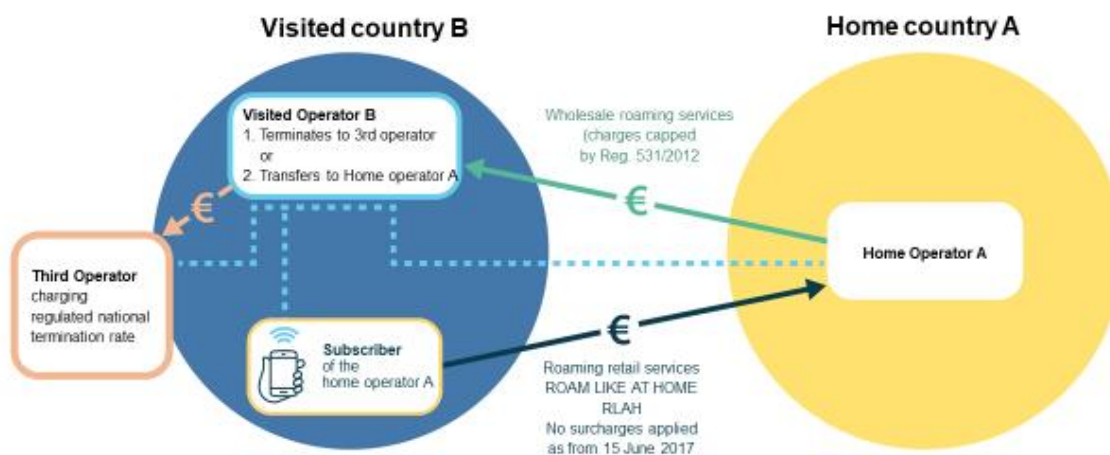 Visited country B
Home country A
Visited Operator B
1. Terminates to 3rd operator
or
2. Transfers to Home operator A
Wholesale roaming services
(charges capped
by Reg. 531/2012
€
€
Home Operator A
Third Operator
charging
regulated national
termination rate
Subscriber
of the
home operator A
€
Roaming retail services
ROAM LIKE AT HOME
RLAH
No surcharges applied
as from 15 June 2017